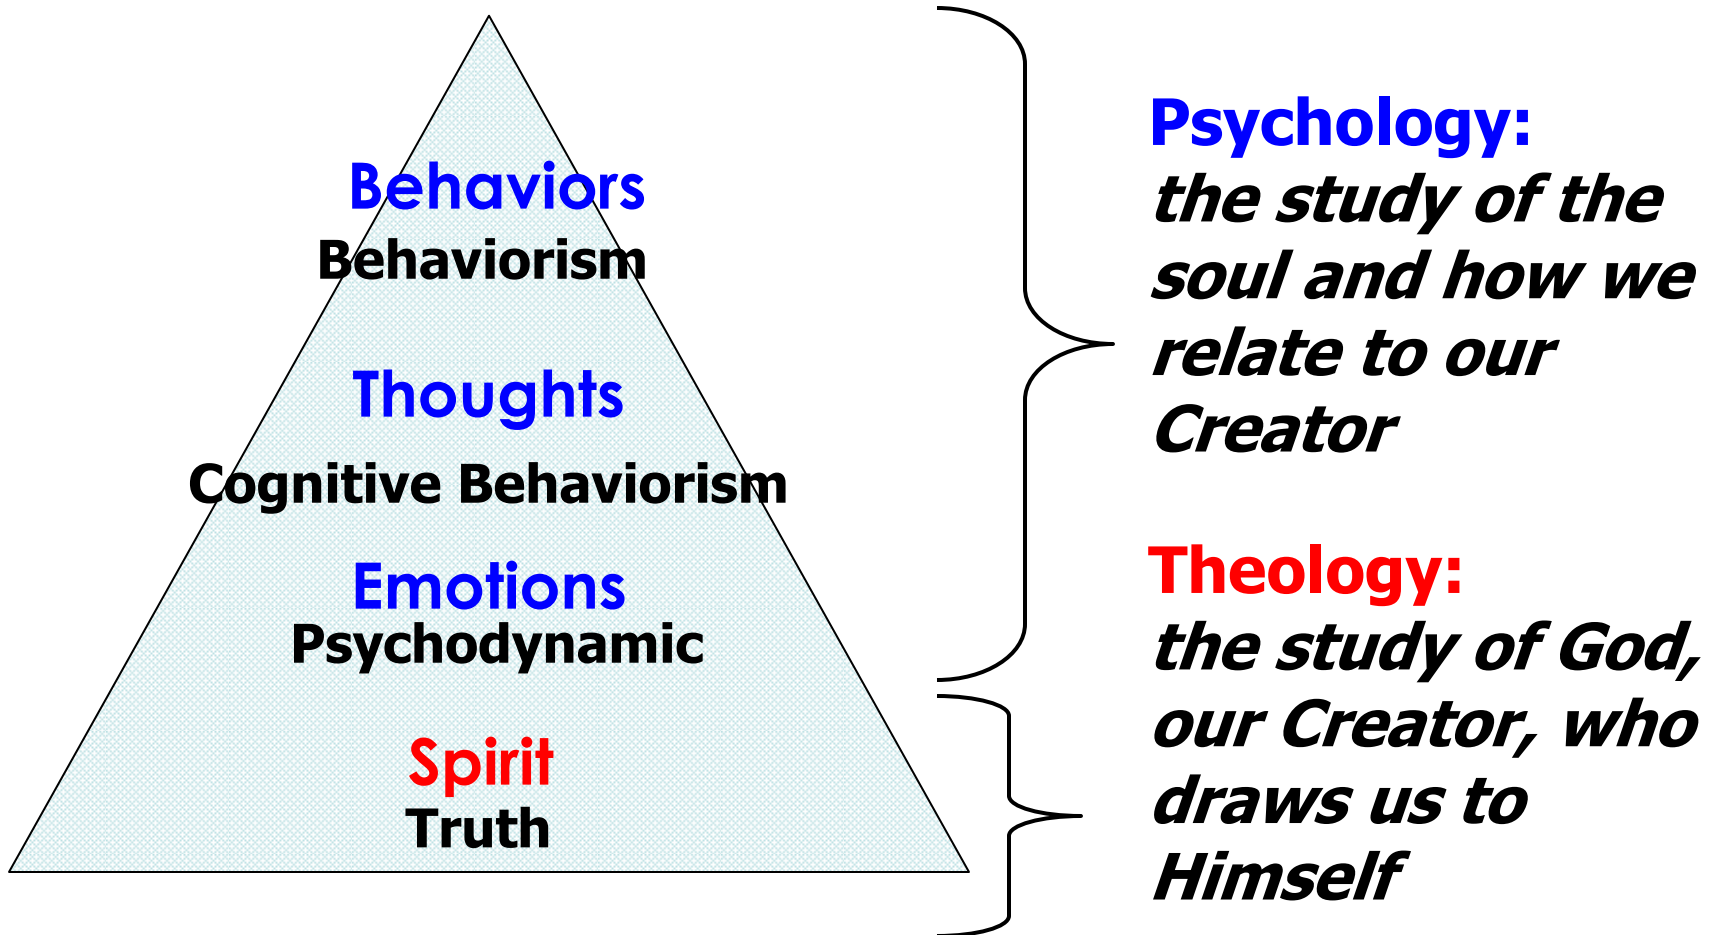 Behaviors
Behaviorism
Thoughts
Cognitive Behaviorism
Emotions
Psychodynamic
Spirit
Truth
Psychology:
the study of the
soul and how we
relate to our
Creator
Theology:
the study of God,
our Creator, who
draws us to
Himself